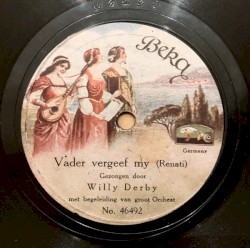 Beka
Germany
Vader vergeef my (Renati)
Gezongen door
Willy Derby
met begeleiding van groot Orchest
No. 46492